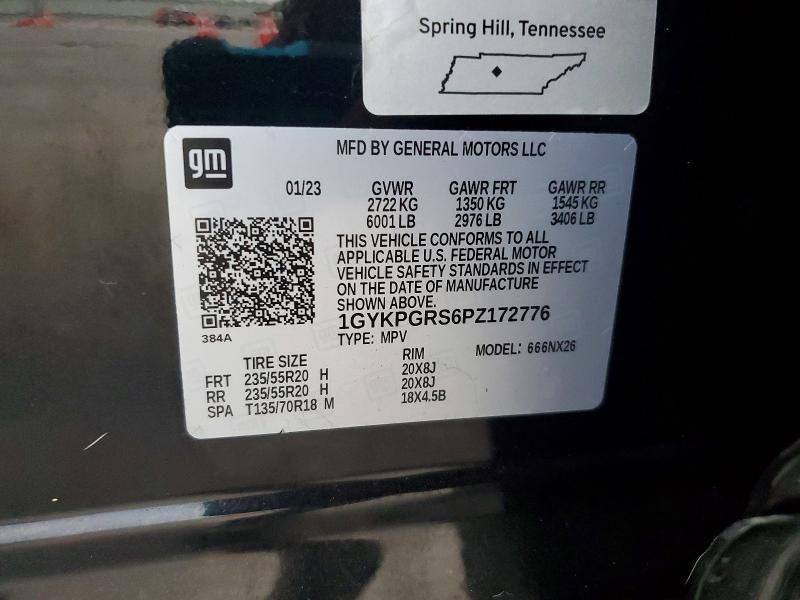 Spring Hill, Tennessee
gm
MFD BY GENERAL MOTORS LLC
01/23 GVWR GAWR FRT GAWR RR
2722 KG 1350 KG 1545 KG
6001 LB 2976 LB 3406 LB
THIS VEHICLE CONFORMS TO ALL
APPLICABLE U.S. FEDERAL MOTOR
VEHICLE SAFETY STANDARDS IN EFFECT
ON THE DATE OF MANUFACTURE
SHOWN ABOVE.
1GYKPGRS6PZ172776
384A
TYPE: MPV MODEL: 666NX26
TIRE SIZE RIM
FRT 235/55R20 H 20X8J
RR 235/55R20 H 20X8J
SPA T135/70R18 M 18X4.5B